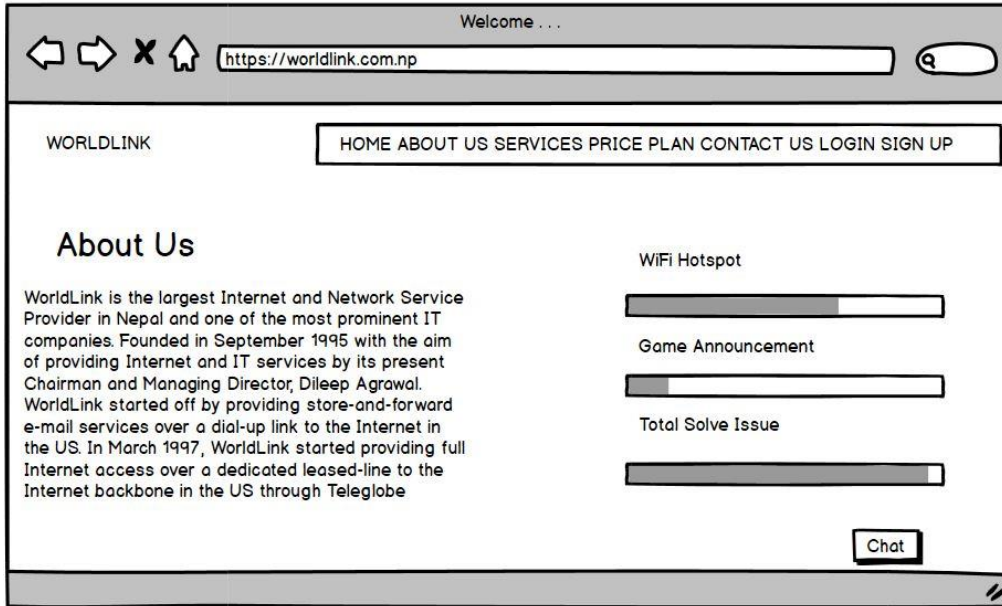 Welcome . . .
https://worldlink.com.np
WORLDLINK
HOME ABOUT US SERVICES PRICE PLAN CONTACT US LOGIN SIGN UP
About Us
WorldLink is the largest Internet and Network Service
Provider in Nepal and one of the most prominent IT
companies. Founded in September 1995 with the aim
of providing Internet and IT services by its present
Chairman and Managing Director, Dileep Agrawal.
WorldLink started off by providing store-and-forward
e-mail services over a dial-up link to the Internet in
the US. In March 1997, WorldLink started providing full
Internet access over a dedicated leased-line to the
Internet backbone in the US through Teleglobe
WiFi Hotspot
Game Announcement
Total Solve Issue
Chat